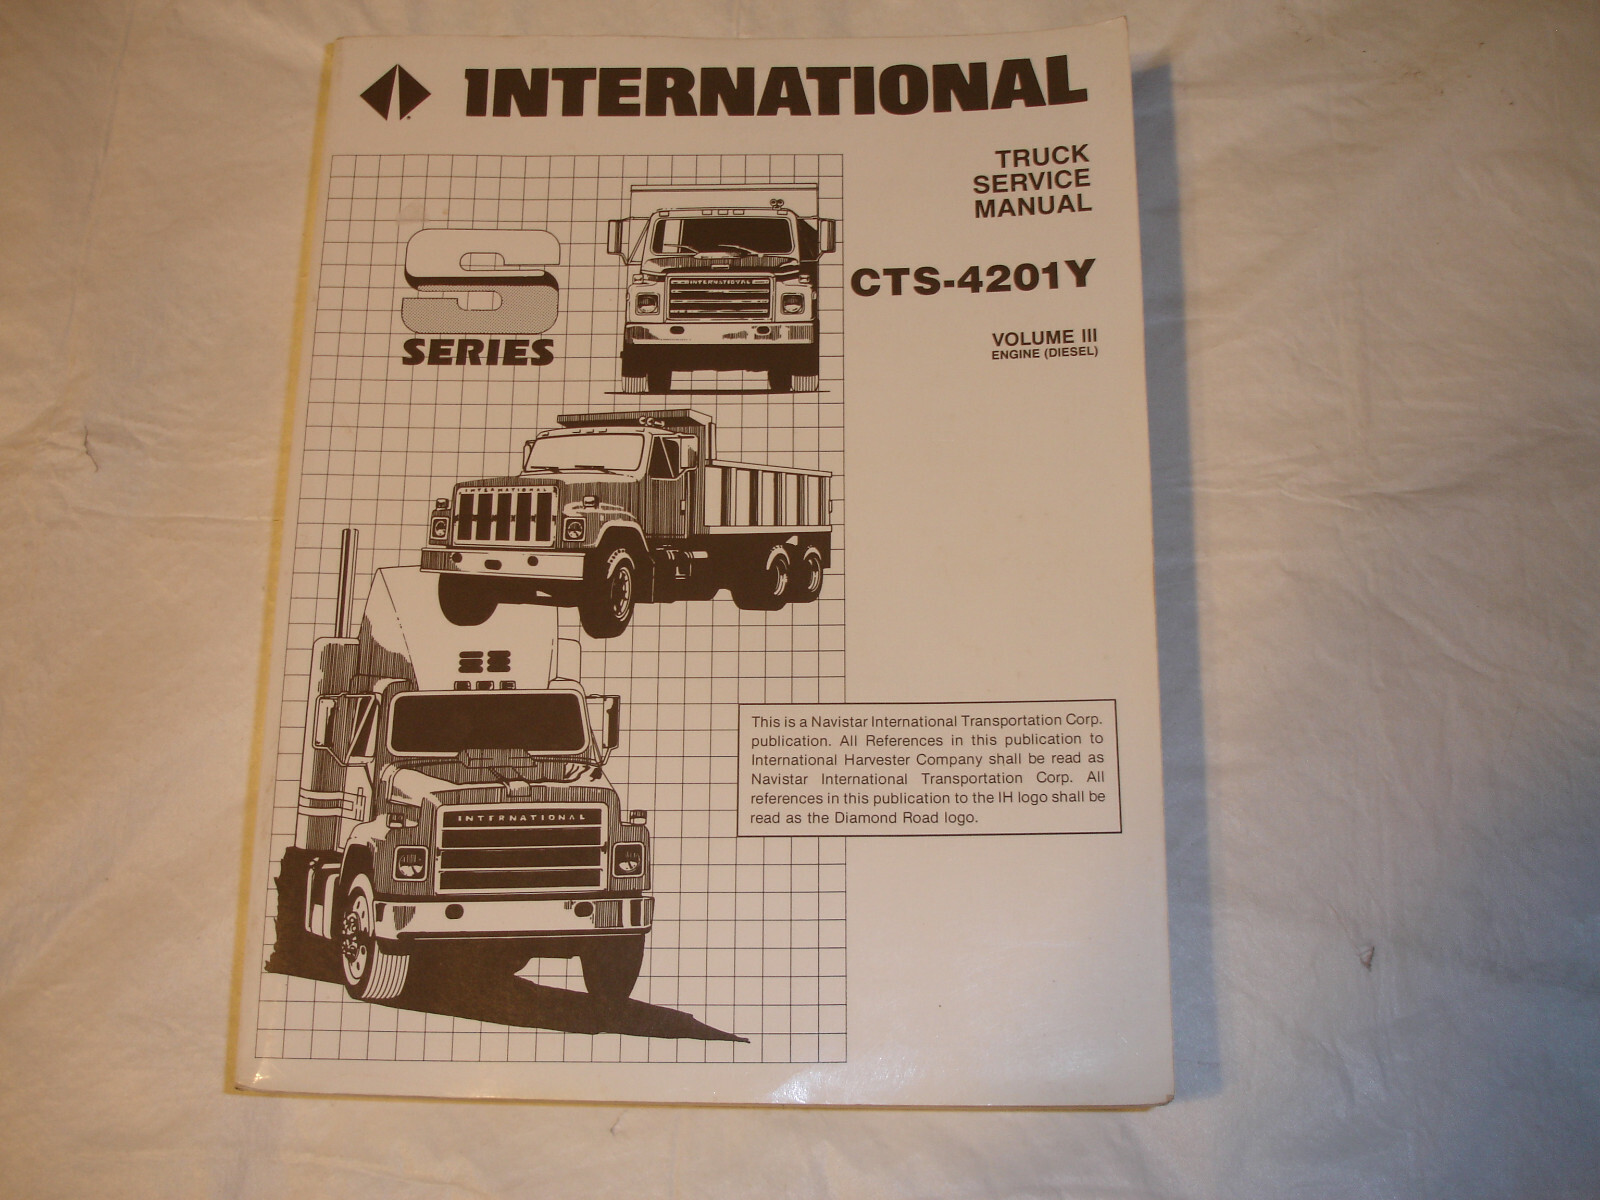 INTERNATIONAL
TRUCK
SERVICE
MANUAL
CTS-4201Y
VOLUME III
ENGINE (DIESEL)
S
SERIES
INTERNATIONAL
INTERNATIONAL
INTERNATIONAL
This is a Navistar International Transportation Corp.
publication. All References in this publication to
International Harvester Company shall be read as
Navistar International Transportation Corp. All
references in this publication to the IH logo shall be
read as the Diamond Road logo.